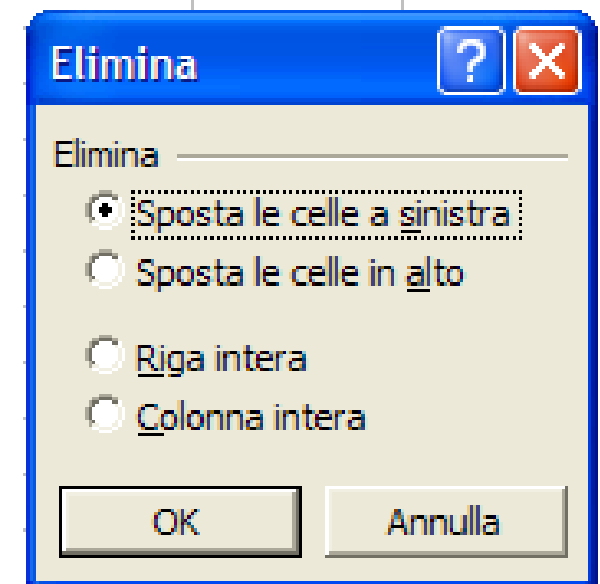 Elimina
Elimina
Sposta le celle a sinistra
Sposta le celle in alto
Riga intera
Colonna intera
OK
Annulla